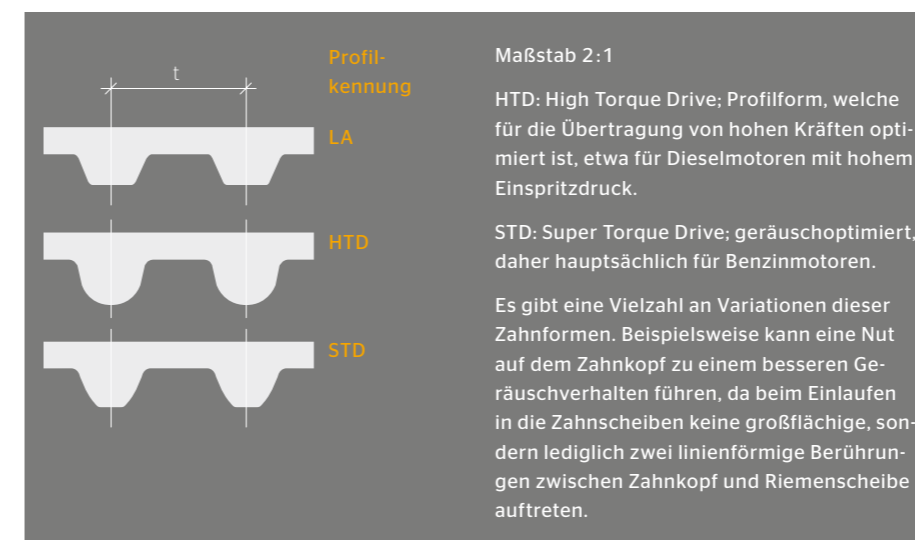 t
Profil-
kennung
LA
HTD
STD
Maßstab 2:1
HTD: High Torque Drive; Profilform, welche
für die Übertragung von hohen Kräften opti-
miert ist, etwa für Dieselmotoren mit hohem
Einspritzdruck.
STD: Super Torque Drive; geräuschoptimiert,
daher hauptsächlich für Benzinmotoren.
Es gibt eine Vielzahl an Variationen dieser
Zahnformen. Beispielsweise kann eine Nut
auf dem Zahnkopf zu einem besseren Ge-
räuschverhalten führen, da beim Einlaufen
in die Zahnscheiben keine großflächige, son-
dern lediglich zwei linienförmige Berührun-
gen zwischen Zahnkopf und Riemenscheibe
auftreten.